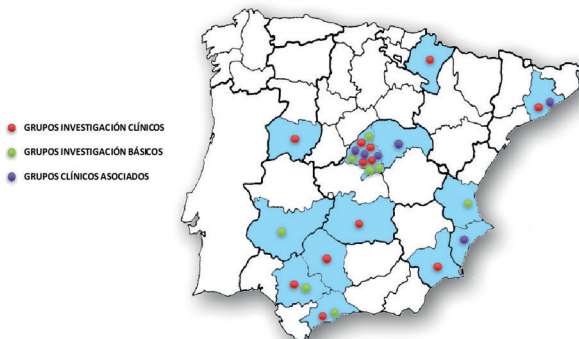 GRUPOS INVESTIGACIÓN CLÍNICOS
GRUPOS INVESTIGACIÓN BÁSICOS
GRUPOS CLÍNICOS ASOCIADOS